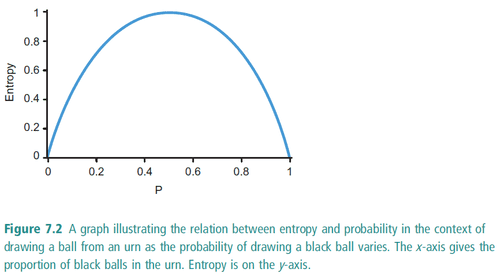 1
0.8
0.6
0.4
0.2
0
Entropy
0 0.2 0.4 0.6 0.8 1
P
Figure 7.2 A graph illustrating the relation between entropy and probability in the context of
drawing a ball from an urn as the probability of drawing a black ball varies. The x-axis gives the
proportion of black balls in the urn. Entropy is on the y-axis.